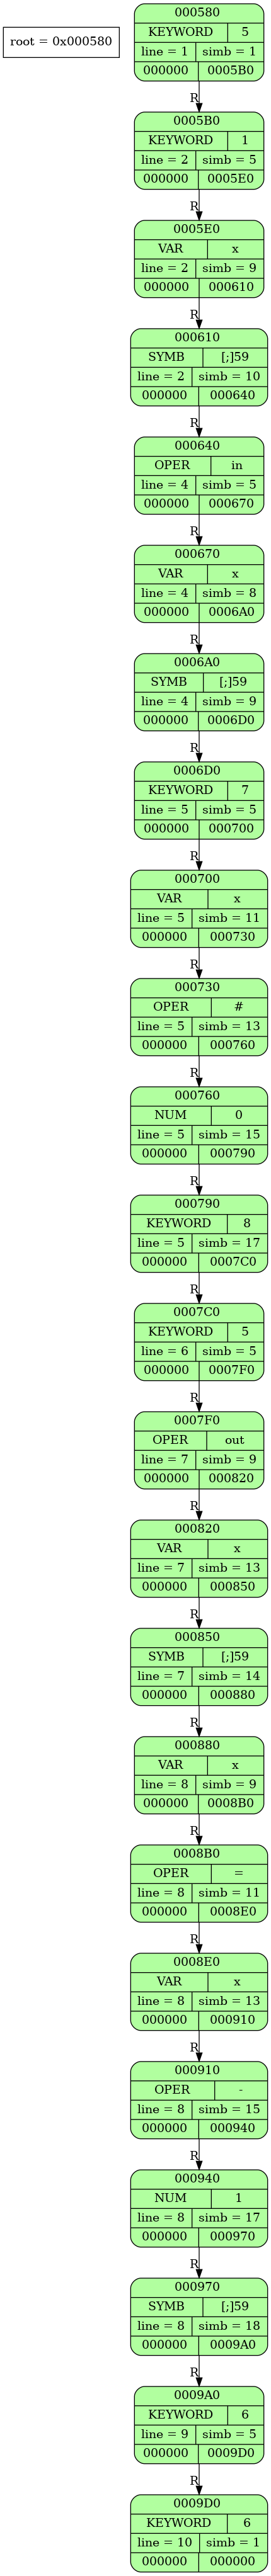 root = 0x000580
000580
KEYWORD 5
line = 1 simb = 1
000000 0005B0
R
0005B0
KEYWORD 1
line = 2 simb = 5
000000 0005E0
R
0005E0
VAR x
line = 2 simb = 9
000000 000610
R
000610
SYMB [;]59
line = 2 simb = 10
000000 000640
R
000640
OPER in
line = 4 simb = 5
000000 000670
R
000670
VAR x
line = 4 simb = 8
000000 0006A0
R
0006A0
SYMB [;]59
line = 4 simb = 9
000000 0006D0
R
0006D0
KEYWORD 7
line = 5 simb = 5
000000 000700
R
000700
VAR x
line = 5 simb = 11
000000 000730
R
000730
OPER #
line = 5 simb = 13
000000 000760
R
000760
NUM 0
line = 5 simb = 15
000000 000790
R
000790
KEYWORD 8
line = 5 simb = 17
000000 0007C0
R
0007C0
KEYWORD 5
line = 6 simb = 5
000000 0007F0
R
0007F0
OPER out
line = 7 simb = 9
000000 000820
R
000820
VAR x
line = 7 simb = 13
000000 000850
R
000850
SYMB [;]59
line = 7 simb = 14
000000 000880
R
000880
VAR x
line = 8 simb = 9
000000 0008B0
R
0008B0
OPER =
line = 8 simb = 11
000000 0008E0
R
0008E0
VAR x
line = 8 simb = 13
000000 000910
R
000910
OPER -
line = 8 simb = 15
000000 000940
R
000940
NUM 1
line = 8 simb = 17
000000 000970
R
000970
SYMB [;]59
line = 8 simb = 18
000000 0009A0
R
0009A0
KEYWORD 6
line = 9 simb = 5
000000 0009D0
R
0009D0
KEYWORD 6
line = 10 simb = 1
000000 000000